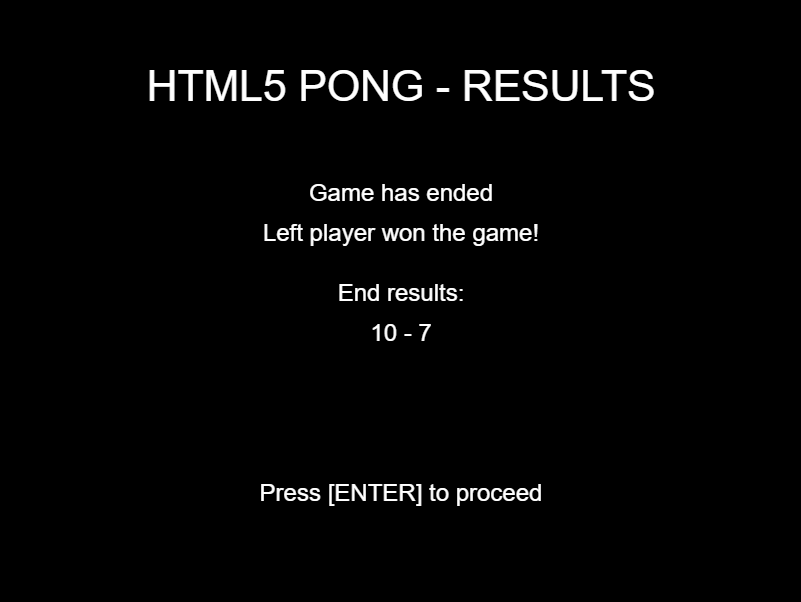 HTML5 PONG - RESULTS
Game has ended
Left player won the game!
End results:
10 - 7
Press [ENTER] to proceed